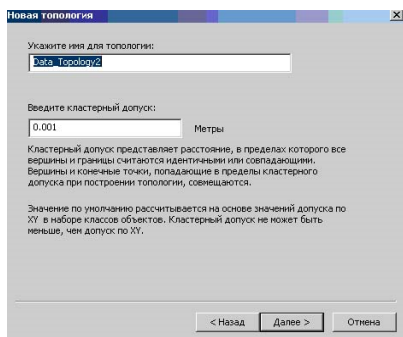 Новая топология
Укажите имя для топологии:
Data_Topology2
Введите кластерный допуск:
0.001 Метры
Кластерный допуск представляет расстояние, в пределах которого все
вершины и границы считаются идентичными или совпадающими.
Вершины и конечные точки, попадающие в пределы кластерного
допуска при построении топологии, совмещаются.
Значение по умолчанию рассчитывается на основе значений допуска по
XY в наборе классов объектов. Кластерный допуск не может быть
меньше, чем допуск по XY.
< Назад Далее > Отмена